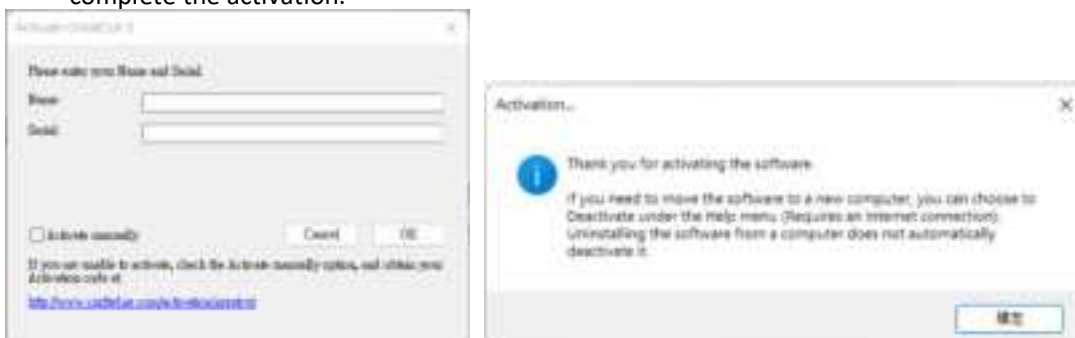 complete the activation.
Please enter your Name and Serial.
Name
Serial
Activate manually
Cancel
OK
If you are unable to activate, check the Activate manually option, and obtain your
Activation code at
Activation...
Thank you for activating the software.
If you need to move the software to a new computer, you can choose to
Deactivate under the Help menu (Requires an internet connection).
Uninstalling the software from a computer does not automatically
deactivate it.
確定